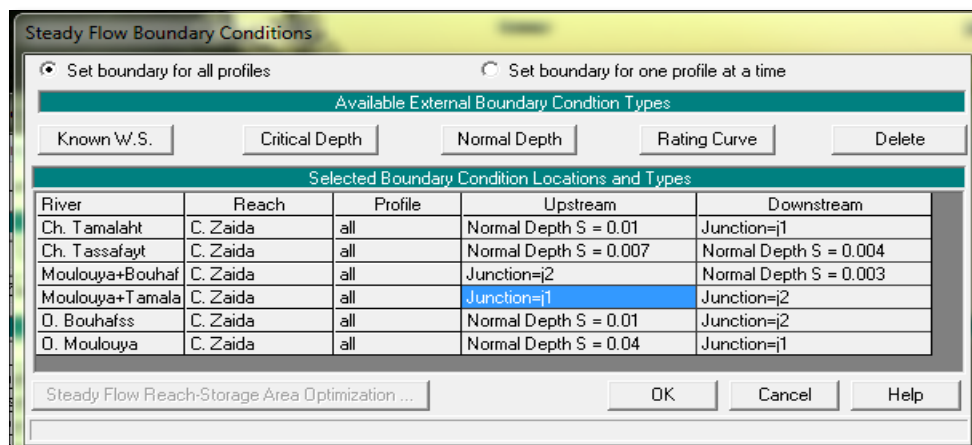 Steady Flow Boundary Conditions
Set boundary for all profiles Set boundary for one profile at a time
Available External Boundary Condtion Types
Known W.S. Critical Depth Normal Depth Rating Curve Delete
Selected Boundary Condition Locations and Types
River Reach Profile Upstream Downstream
Ch. Tamalaht C. Zaida all Normal Depth S = 0.01 Junction=j1
Ch. Tassafayt C. Zaida all Normal Depth S = 0.007 Normal Depth S = 0.004
Moulouya+Bouhaf C. Zaida all Junction=j2 Normal Depth S = 0.003
Moulouya+Tamala C. Zaida all Junction=j1 Junction=j2
O. Bouhafss C. Zaida all Normal Depth S = 0.01 Junction=j2
O. Moulouya C. Zaida all Normal Depth S = 0.04 Junction=j1
Steady Flow Reach-Storage Area Optimization ... OK Cancel Help